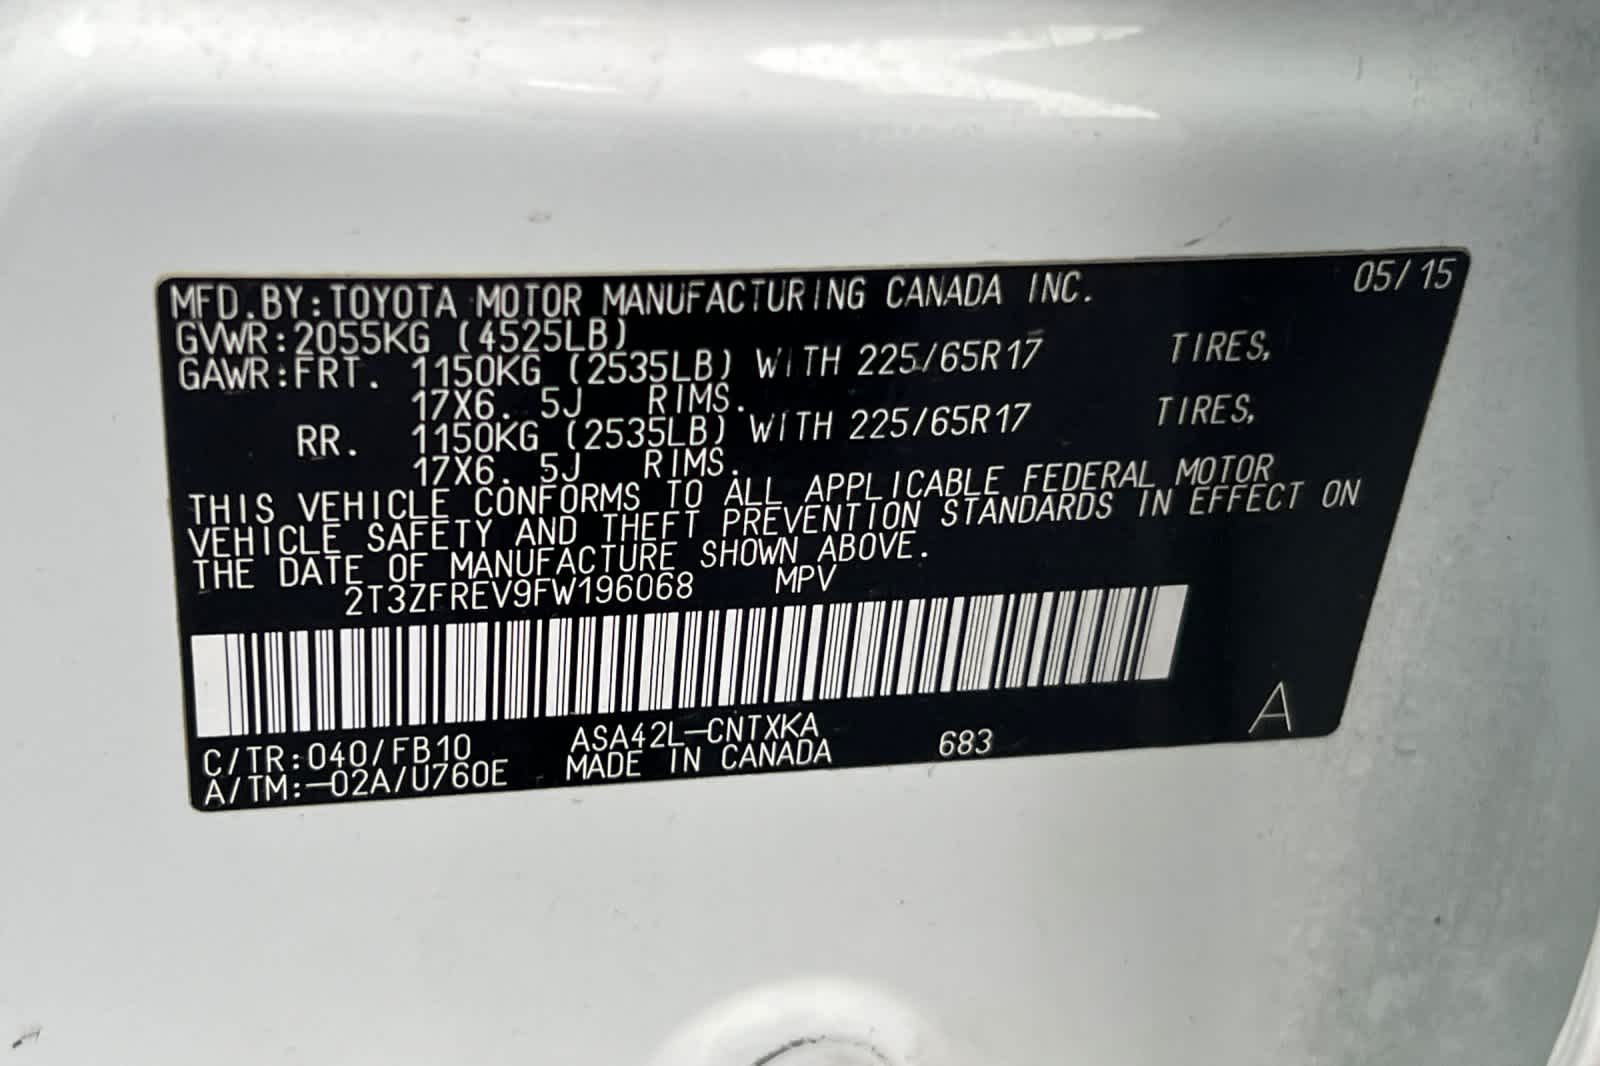 MFD.BY:TOYOTA MOTOR MANUFACTURING CANADA INC. 05/15
GVWR:2055KG (4525LB)
GAWR:FRT. 1150KG (2535LB) WITH 225/65R17 TIRES,
17X6. 5J RIMS.
RR. 1150KG (2535LB) WITH 225/65R17 TIRES,
17X6. 5J RIMS.
THIS VEHICLE CONFORMS TO ALL APPLICABLE FEDERAL MOTOR
VEHICLE SAFETY AND THEFT PREVENTION STANDARDS IN EFFECT ON
THE DATE OF MANUFACTURE SHOWN ABOVE.
2T3ZFREV9FW196068 MPV
C/TR:040/FB10 ASA42L-CNTXKA 683 A
A/TM:-02A/U760E MADE IN CANADA